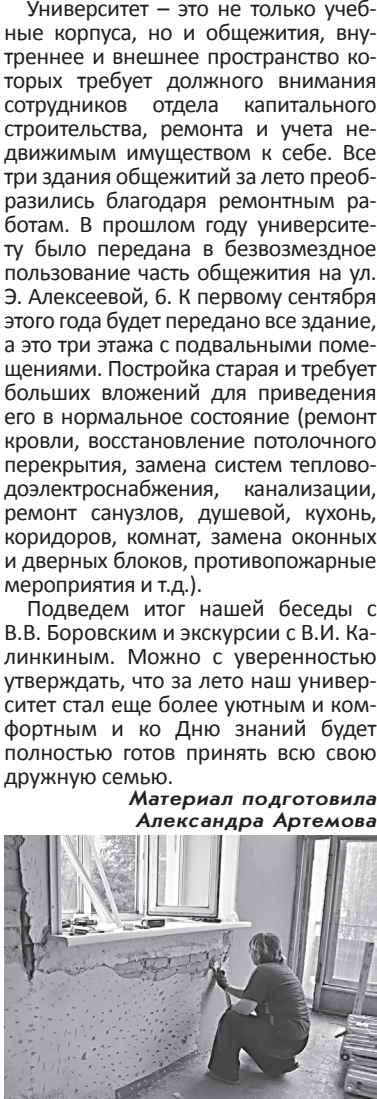 Университет – это не только учеб-
ные корпуса, но и общежития, вну-
треннее и внешнее пространство ко-
торых требует должного внимания
сотрудников отдела капитального
строительства, ремонта и учета не-
движимым имуществом к себе. Все
три здания общежитий за лето преоб-
разились благодаря ремонтным ра-
ботам. В прошлом году университе-
ту было передана в безвозмездное
пользование часть общежития на ул.
Э. Алексеевой, 6. К первому сентября
этого года будет передано все здание,
а это три этажа с подвальными поме-
щениями. Постройка старая и требует
больших вложений для приведения
его в нормальное состояние (ремонт
кровли, восстановление потолочного
перекрытия, замена систем теплово-
доэлектроснабжения, канализации,
ремонт санузлов, душевой, кухонь,
коридоров, комнат, замена оконных
и дверных блоков, противопожарные
мероприятия и т.д.).
Подведем итог нашей беседы с
В.В. Боровским и экскурсии с В.И. Ка-
линкиным. Можно с уверенностью
утверждать, что за лето наш универ-
ситет стал еще более уютным и ком-
фортным и ко Дню знаний будет
полностью готов принять всю свою
дружную семью.
Материал подготовила
Александра Артемова